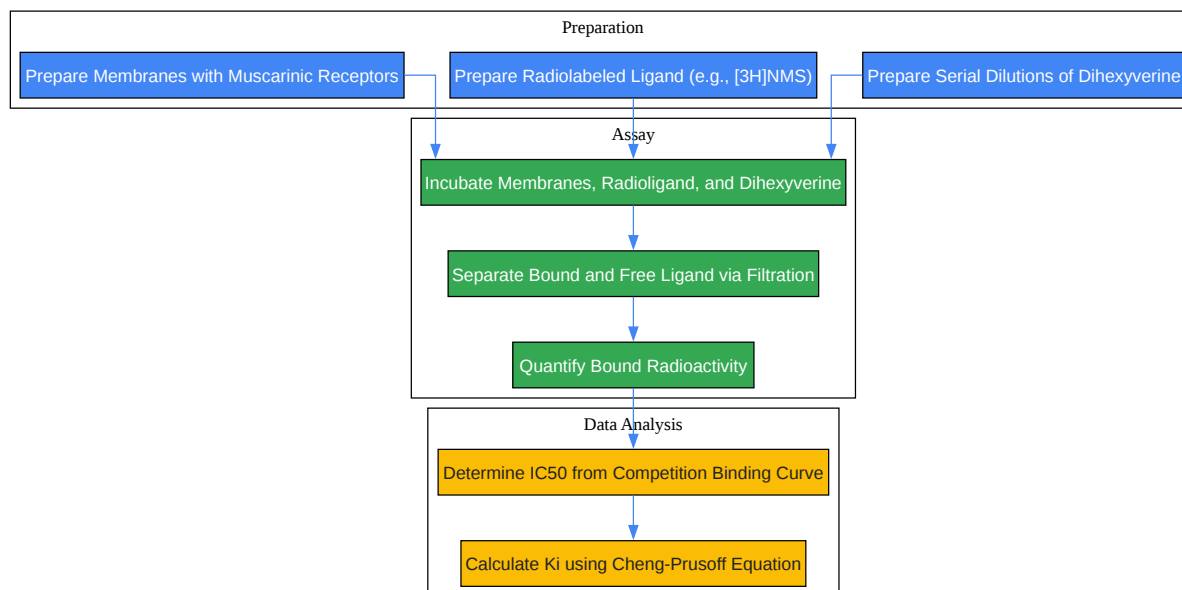 Preparation
Prepare Membranes with Muscarinic Receptors
Prepare Radiolabeled Ligand (e.g., [3H]NMS)
Prepare Serial Dilutions of Dihexyverine
Assay
Incubate Membranes, Radioligand, and Dihexyverine
Separate Bound and Free Ligand via Filtration
Quantify Bound Radioactivity
Data Analysis
Determine IC50 from Competition Binding Curve
Calculate Ki using Cheng-Prusoff Equation